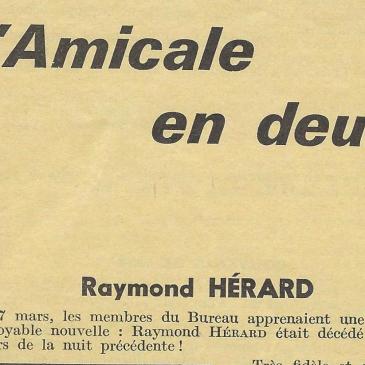 l'Amicale
en deu
Raymond HÉRARD
7 mars, les membres du Bureau apprenaient une
oyable nouvelle : Raymond HÉRARD était décédé
rs de la nuit précédente !
Très fidèle et